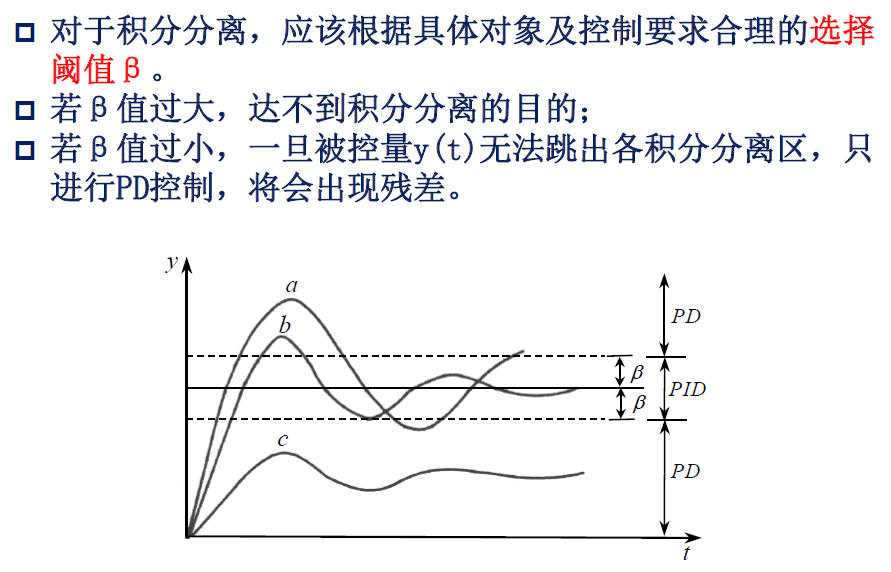 对于积分分离，应该根据具体对象及控制要求合理的选择
阈值β。
若β值过大，达不到积分分离的目的；
若β值过小，一旦被控量y(t)无法跳出各积分分离区，只
进行PD控制，将会出现残差。
y
a
b
PD
β
PID
β
c
PD
t